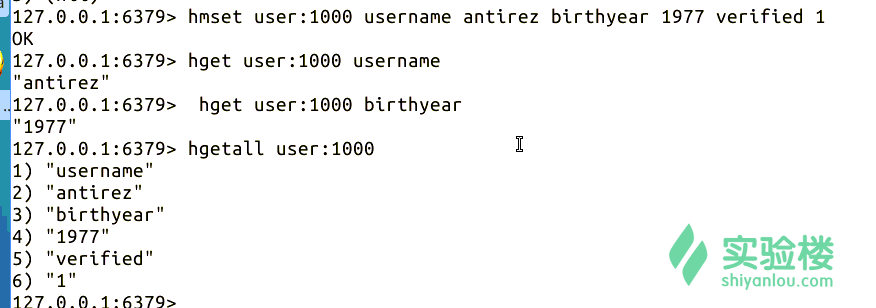 127.0.0.1:6379> hmset user:1000 username antirez birthyear 1977 verified 1
OK
127.0.0.1:6379> hget user:1000 username
"antirez"
127.0.0.1:6379>  hget user:1000 birthyear
"1977"
127.0.0.1:6379> hgetall user:1000
1) "username"
2) "antirez"
3) "birthyear"
4) "1977"
5) "verified"
6) "1"
127.0.0.1:6379>
实验楼
shiyanlou.com